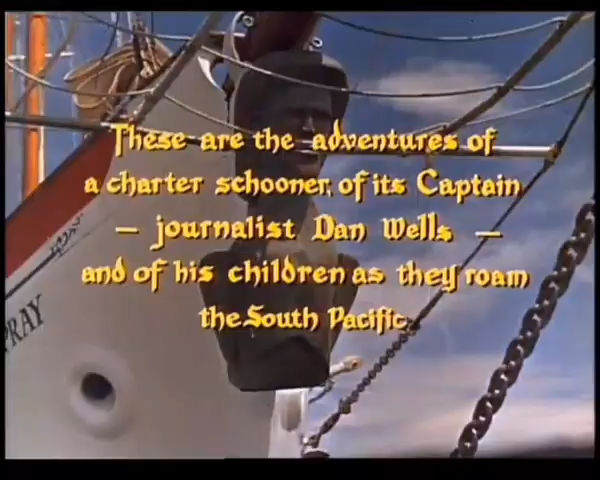 These are the adventures of
a charter schooner, of its Captain
— journalist Dan Wells —
and of his children as they roam
the South Pacific.
PRAY